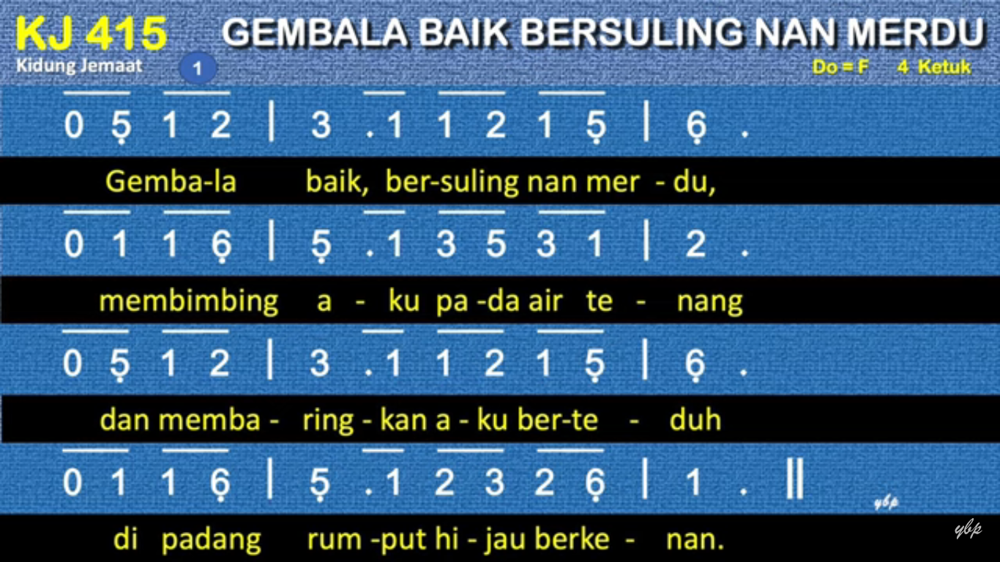 KJ 415 GEMBALA BAIK BERSULING NAN MERDU
Kidung Jemaat 1 Do = F 4 Ketuk
0 5̣ 1 2 | 3 . 1 1 2 1 5̣ | 6̣ .
Gemba-la baik, ber-suling nan mer - du,
0 1 1 6̣ | 5̣ . 1 3 5 3 1 | 2 .
membimbing a - ku pa -da air te - nang
0 5̣ 1 2 | 3 . 1 1 2 1 5̣ | 6̣ .
dan memba - ring - kan a - ku ber-te - duh
0 1 1 6̣ | 5̣ . 1 2 3 2 6̣ | 1 . ||
ybp
ybp
di padang rum -put hi - jau berke - nan.